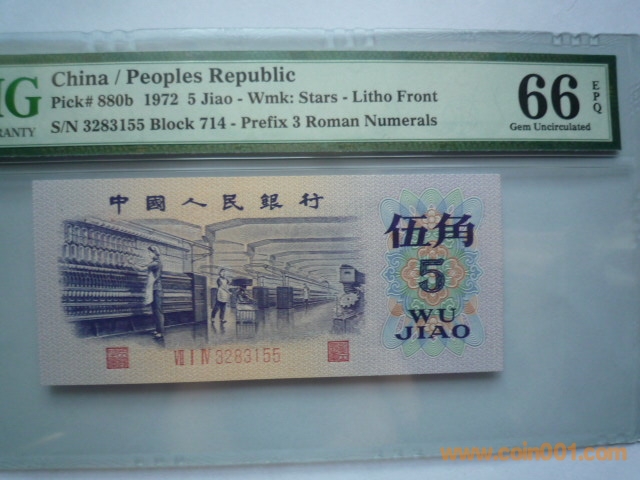 China / Peoples Republic
Pick# 880b 1972 5 Jiao - Wmk: Stars - Litho Front
S/N 3283155 Block 714 - Prefix 3 Roman Numerals
66
EPQ
Gem Uncirculated
中國人民銀行
伍角
5
WU
JIAO
VII I IV 3283155
www.coin001.com